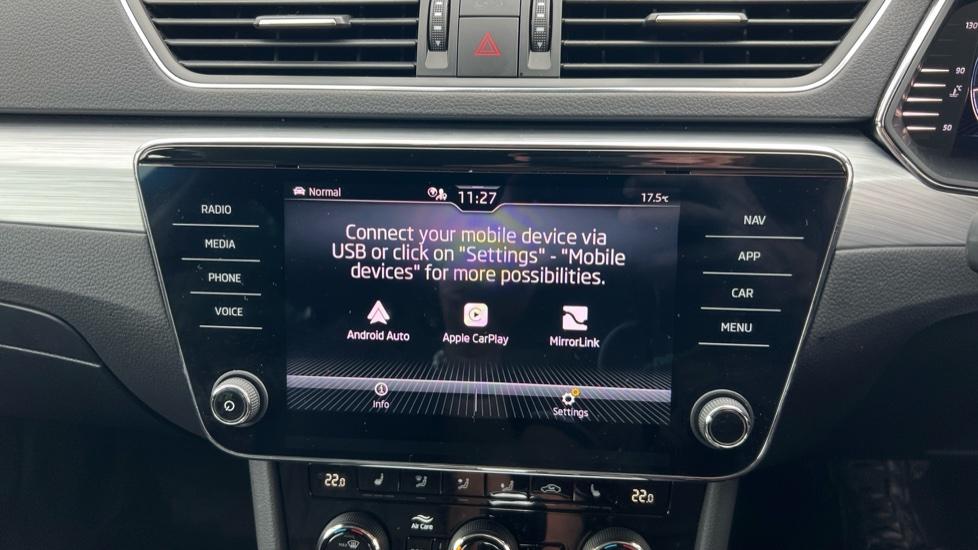 130
90
°C
50
RADIO
MEDIA
PHONE
VOICE
Normal
11:27
17.5°C
Connect your mobile device via
USB or click on "Settings" - "Mobile
devices" for more possibilities.
Android Auto
Apple CarPlay
MirrorLink
Info
Settings
NAV
APP
CAR
MENU
22.0
22.0
Air Care
MAX